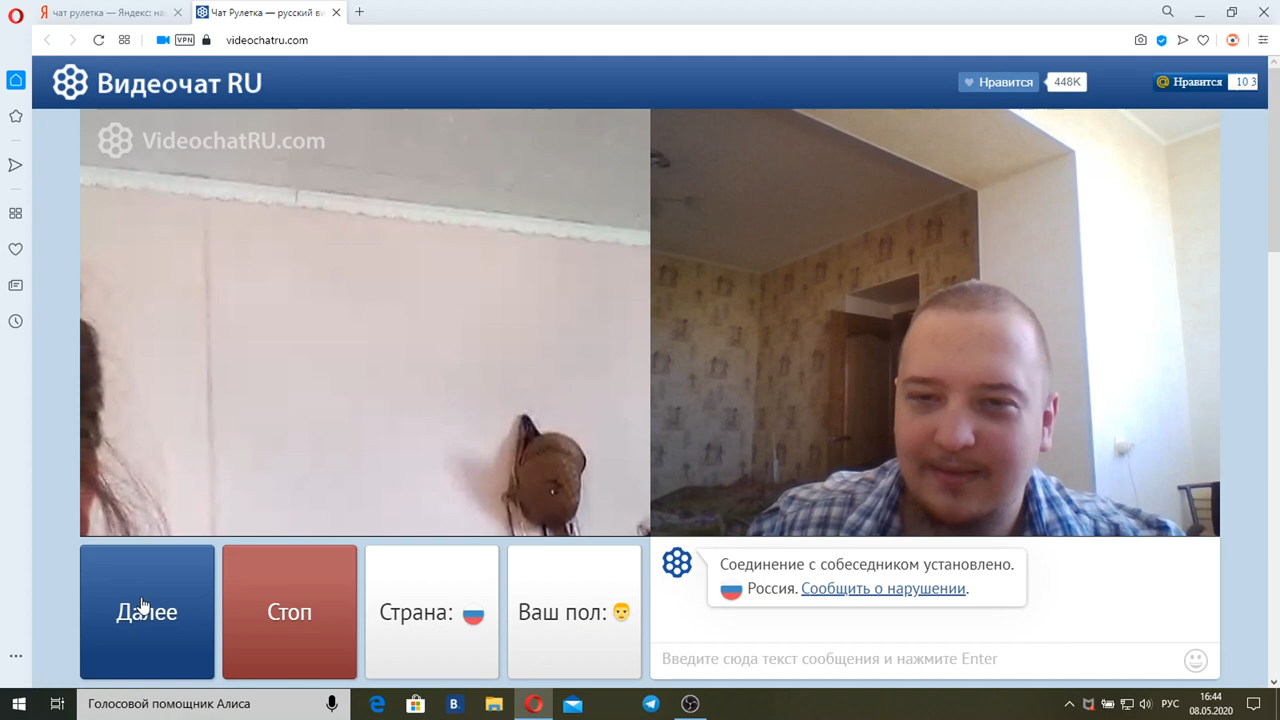 чат рулетка — Яндекс: на
Чат Рулетка — русский ви
VPN
videochatru.com
Видеочат RU
Нравится
448K
Нравится
10 3
VideochatRU.com
Далее
Стоп
Страна:
Ваш пол:
Соединение с собеседником установлено.
Россия. Сообщить о нарушении.
Введите сюда текст сообщения и нажмите Enter
Голосовой помощник Алиса
РУС
16:44
08.05.2020